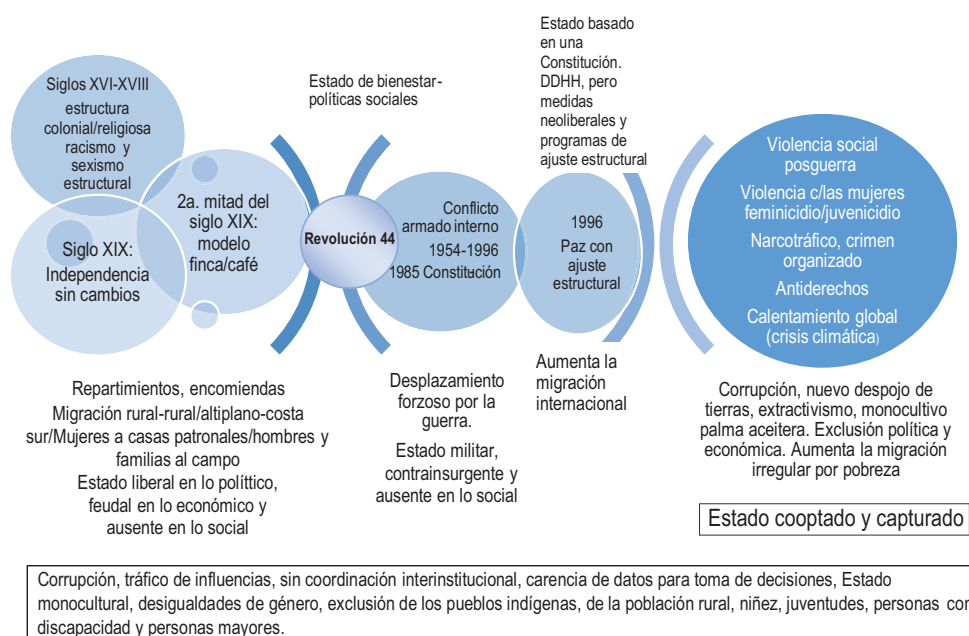 Siglos XVI-XVIII
estructura
colonial/religiosa
racismo y
sexismo
estructural
Siglo XIX:
Independencia
sin cambios
2a. mitad del
siglo XIX:
modelo
finca/café
Repartimientos, encomiendas
Migración rural-rural/altiplano-costa
sur/Mujeres a casas patronales/hombres y
familias al campo
Estado liberal en lo políttico,
feudal en lo económico y
ausente en lo social
Estado de bienestar-
políticas sociales
Revolución 44
Conflicto
armado interno
1954-1996
1985 Constitución
Desplazamiento
forzoso por la
guerra.
Estado militar,
contrainsurgente y
ausente en lo social
Estado basado
en una
Constitución.
DDHH, pero
medidas
neoliberales y
programas de
ajuste estructural
1996
Paz con
ajuste
estructural
Aumenta la
migración
internacional
Violencia social
posguerra
Violencia c/las mujeres
feminicidio/juvenicidio
Narcotráfico, crimen
organizado
Antiderechos
Calentamiento global
(crisis climática)
Corrupción, nuevo despojo de
tierras, extractivismo, monocultivo
palma aceitera. Exclusión política y
económica. Aumenta la migración
irregular por pobreza
Estado cooptado y capturado
Corrupción, tráfico de influencias, sin coordinación interinstitucional, carencia de datos para toma de decisiones, Estado
monocultural, desigualdades de género, exclusión de los pueblos indígenas, de la población rural, niñez, juventudes, personas con
discapacidad y personas mayores.